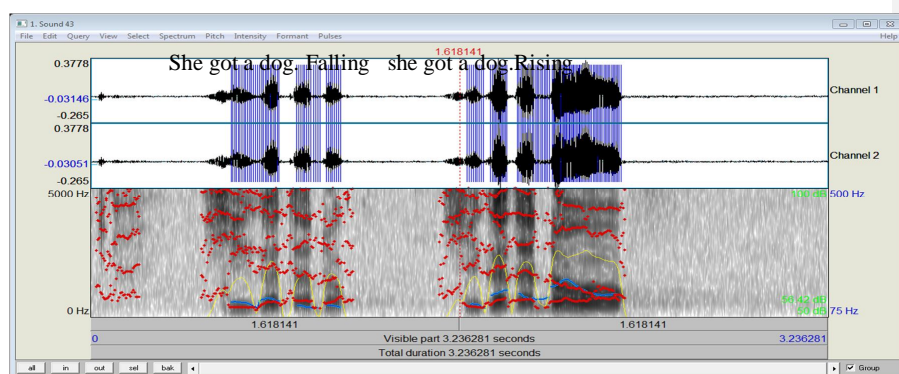 1. Sound 43
File Edit Query View Select Spectrum Pitch Intensity Formant Pulses Help
1.618141
She got a dog. Falling she got a dog.Rising
0.3778
-0.03146
Channel 1
-0.265
0.3778
-0.03051
Channel 2
-0.265
5000 Hz
100 dB 500 Hz
56.42 dB
0 Hz
50 dB 75 Hz
1.618141 1.618141
0 Visible part 3.236281 seconds 3.236281
Total duration 3.236281 seconds
all in out sel bak Group